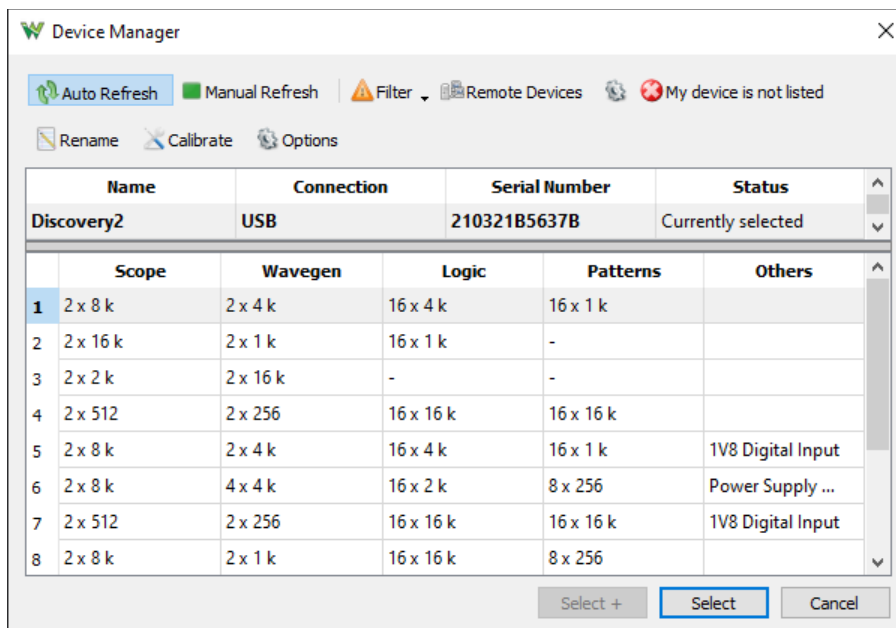 Device Manager
Auto Refresh Manual Refresh Filter Remote Devices My device is not listed
Rename Calibrate Options
Name Connection Serial Number Status
Discovery2 USB 210321B5637B Currently selected
Scope Wavegen Logic Patterns Others
1 2 x 8 k 2 x 4 k 16 x 4 k 16 x 1 k
2 2 x 16 k 2 x 1 k 16 x 1 k -
3 2 x 2 k 2 x 16 k - -
4 2 x 512 2 x 256 16 x 16 k 16 x 16 k
5 2 x 8 k 2 x 4 k 16 x 4 k 16 x 1 k 1V8 Digital Input
6 2 x 8 k 4 x 4 k 16 x 2 k 8 x 256 Power Supply ...
7 2 x 512 2 x 256 16 x 16 k 16 x 16 k 1V8 Digital Input
8 2 x 8 k 2 x 1 k 16 x 16 k 8 x 256
Select + Select Cancel